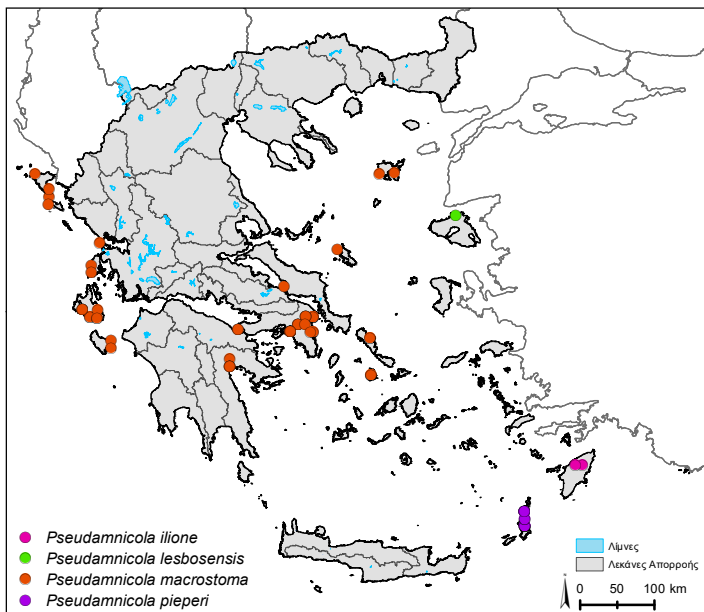 Pseudamnicola ilione
Pseudamnicola lesbosensis
Pseudamnicola macrostoma
Pseudamnicola pieperi
Λίμνες
Λεκάνες Απορροής
0 50 100 km